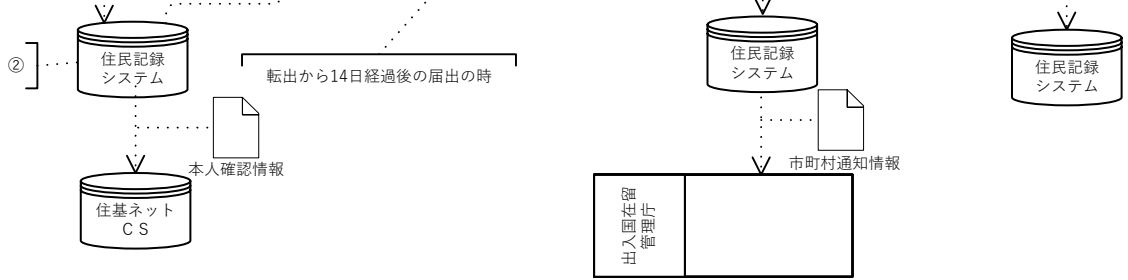 ②
住民記録
システム
転出から14日経過後の届出の時
本人確認情報
住基ネット
ＣＳ
住民記録
システム
市町村通知情報
出入国在留
管理庁
住民記録
システム